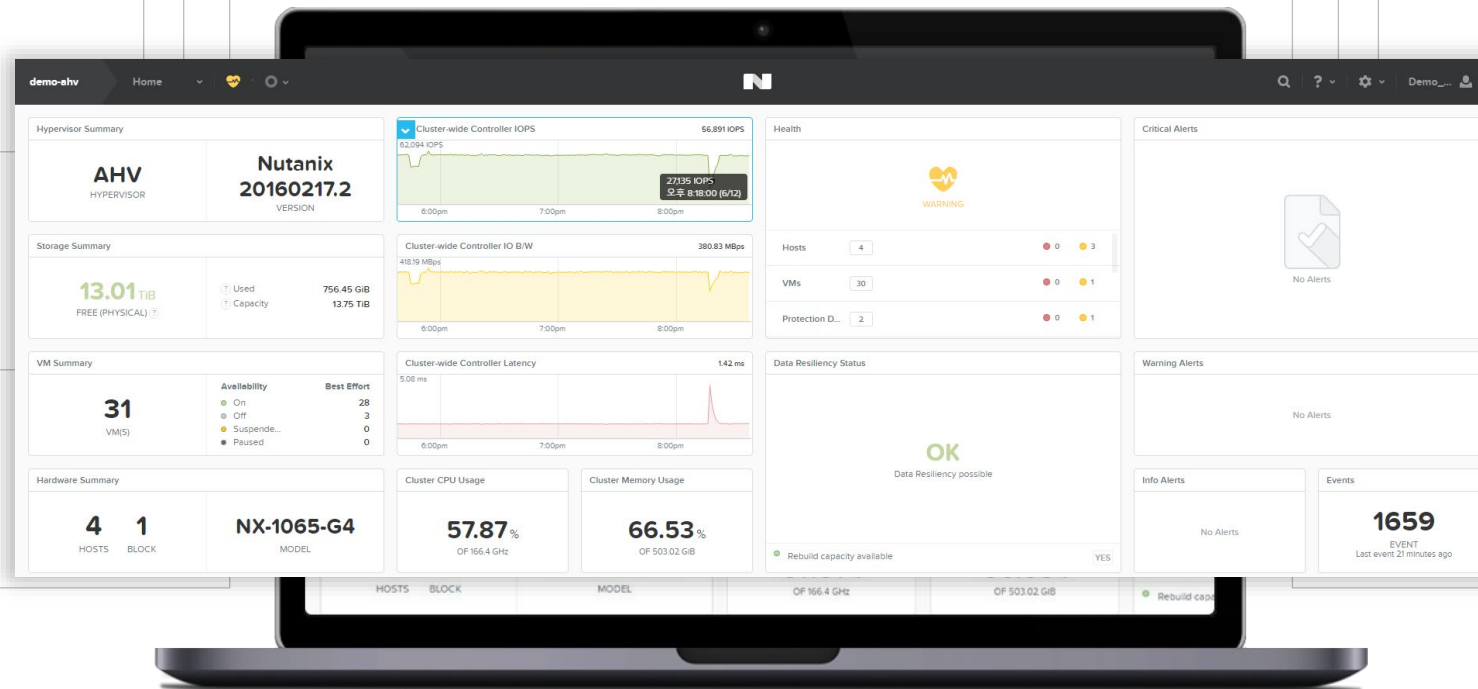 demo-ahv
Home
?
Demo_...
Hypervisor Summary
AHV
HYPERVISOR
Nutanix
20160217.2
VERSION
Cluster-wide Controller IOPS
56,891 IOPS
62,094 IOPS
27,135 IOPS
오후 8:18:00 (6/12)
6:00pm
7:00pm
8:00pm
Health
WARNING
Hosts
4
0
3
VMs
30
0
1
Protection D...
2
0
1
Critical Alerts
No Alerts
Storage Summary
13.01 TiB
FREE (PHYSICAL) ?
? Used
756.45 GiB
? Capacity
13.75 TiB
Cluster-wide Controller IO B/W
380.83 MBps
418.19 MBps
6:00pm
7:00pm
8:00pm
VM Summary
31
VM(S)
Availability
Best Effort
On
28
Off
3
Suspende...
0
Paused
0
Cluster-wide Controller Latency
1.42 ms
5.08 ms
6:00pm
7:00pm
8:00pm
Data Resiliency Status
OK
Data Resiliency possible
Rebuild capacity available
YES
Warning Alerts
No Alerts
Hardware Summary
4
HOSTS
1
BLOCK
NX-1065-G4
MODEL
Cluster CPU Usage
57.87 %
OF 166.4 GHz
Cluster Memory Usage
66.53 %
OF 503.02 GiB
Info Alerts
No Alerts
Events
1659
EVENT
Last event 21 minutes ago
HOSTS
BLOCK
MODEL
OF 166.4 GHz
OF 503.02 GiB
Rebuild capa